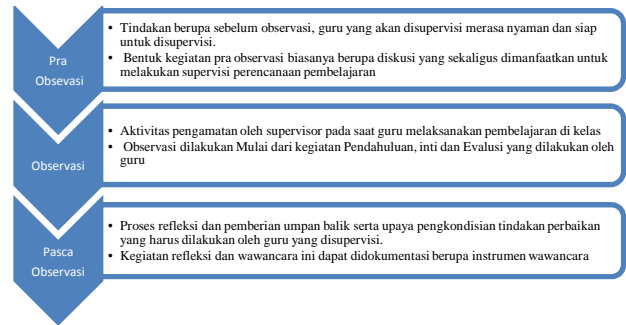 Pra
Obsevasi
• Tindakan berupa sebelum observasi, guru yang akan disupervisi merasa nyaman dan siap
untuk disupervisi.
• Bentuk kegiatan pra observasi biasanya berupa diskusi yang sekaligus dimanfaatkan untuk
melakukan supervisi perencanaan pembelajaran
Observasi
• Aktivitas pengamatan oleh supervisor pada saat guru melaksanakan pembelajaran di kelas
• Observasi dilakukan Mulai dari kegiatan Pendahuluan, inti dan Evalusi yang dilakukan oleh
guru
Pasca
Observasi
• Proses refleksi dan pemberian umpan balik serta upaya pengkondisian tindakan perbaikan
yang harus dilakukan oleh guru yang disupervisi.
• Kegiatan refleksi dan wawancara ini dapat didokumentasi berupa instrumen wawancara